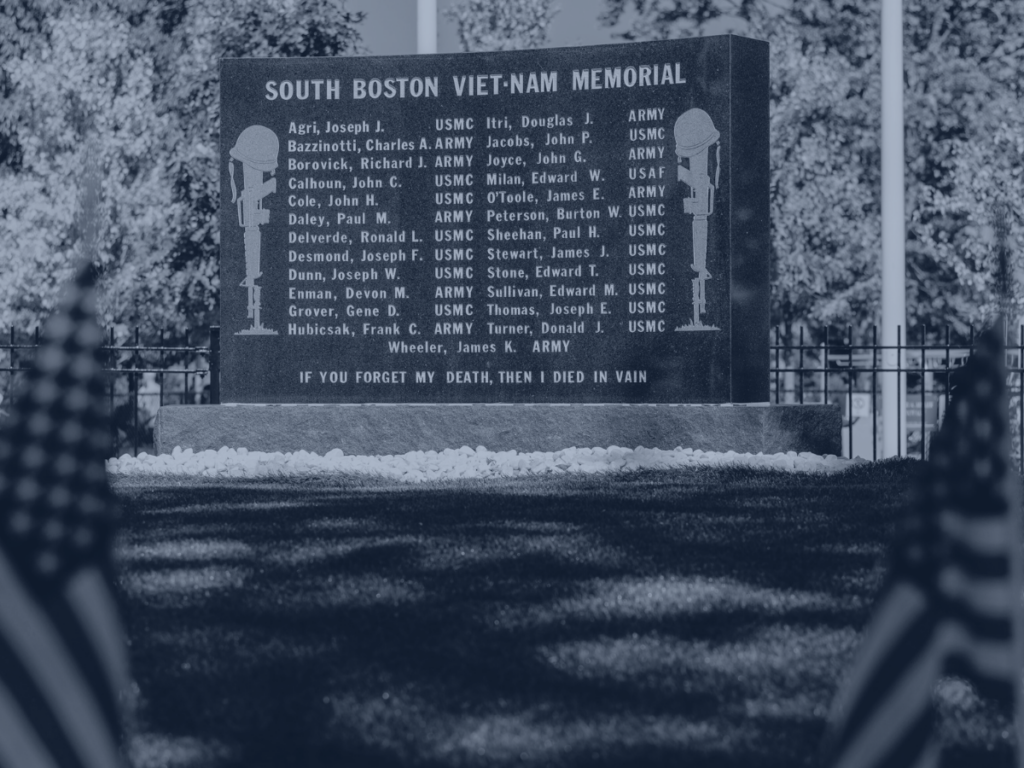 SOUTH BOSTON VIET·NAM MEMORIAL
Agri, Joseph J. USMC Itri, Douglas J. ARMY
Bazzinotti, Charles A. ARMY Jacobs, John P. USMC
Borovick, Richard J. ARMY Joyce, John G. ARMY
Calhoun, John C. USMC Milan, Edward W. USAF
Cole, John H. USMC O'Toole, James E. ARMY
Daley, Paul M. ARMY Peterson, Burton W. USMC
Delverde, Ronald L. USMC Sheehan, Paul H. USMC
Desmond, Joseph F. USMC Stewart, James J. USMC
Dunn, Joseph W. USMC Stone, Edward T. USMC
Enman, Devon M. ARMY Sullivan, Edward M. USMC
Grover, Gene D. USMC Thomas, Joseph E. USMC
Hubicsak, Frank C. ARMY Turner, Donald J. USMC
Wheeler, James K. ARMY
IF YOU FORGET MY DEATH, THEN I DIED IN VAIN